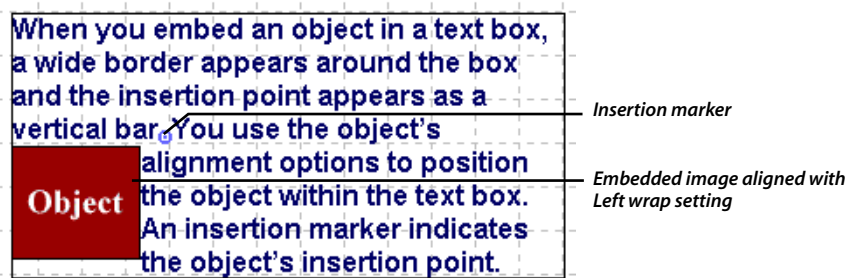 When you embed an object in a text box,
a wide border appears around the box
and the insertion point appears as a
vertical bar. You use the object's
alignment options to position
the object within the text box.
An insertion marker indicates
the object's insertion point.
Object
Insertion marker
Embedded image aligned with
Left wrap setting